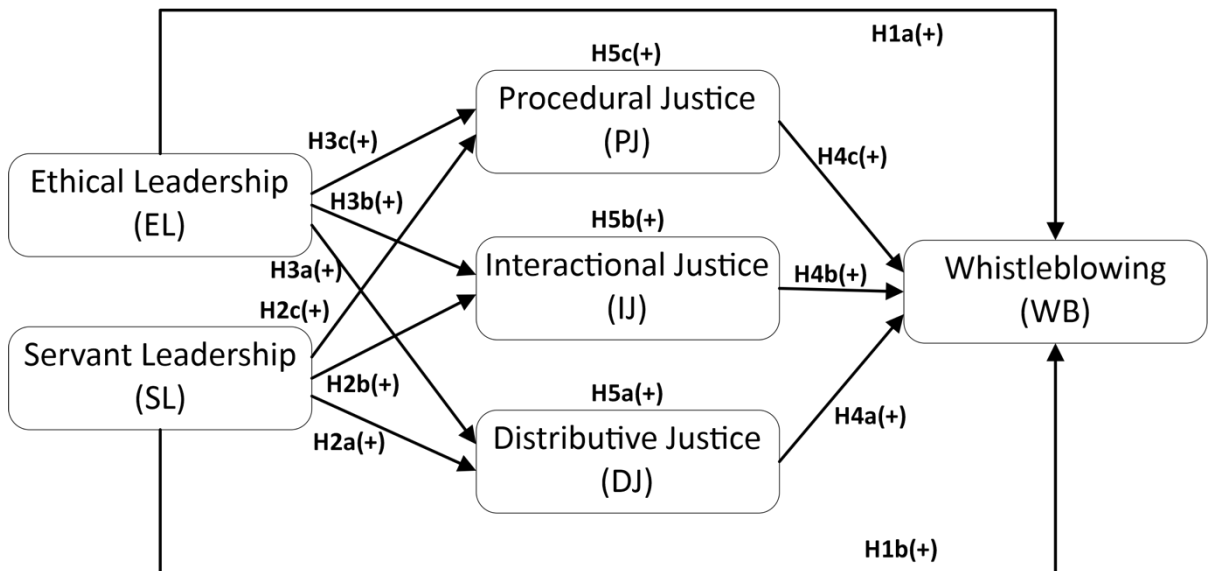 H1a(+)
H5c(+)
Procedural Justice
(PJ)
H3c(+)
H4c(+)
Ethical Leadership
(EL)
H3b(+)
H5b(+)
Interactional Justice
(IJ)
H4b(+)
Whistleblowing
(WB)
H3a(+)
H2c(+)
Servant Leadership
(SL)
H2b(+)
H5a(+)
H2a(+)
Distributive Justice
(DJ)
H4a(+)
H1b(+)